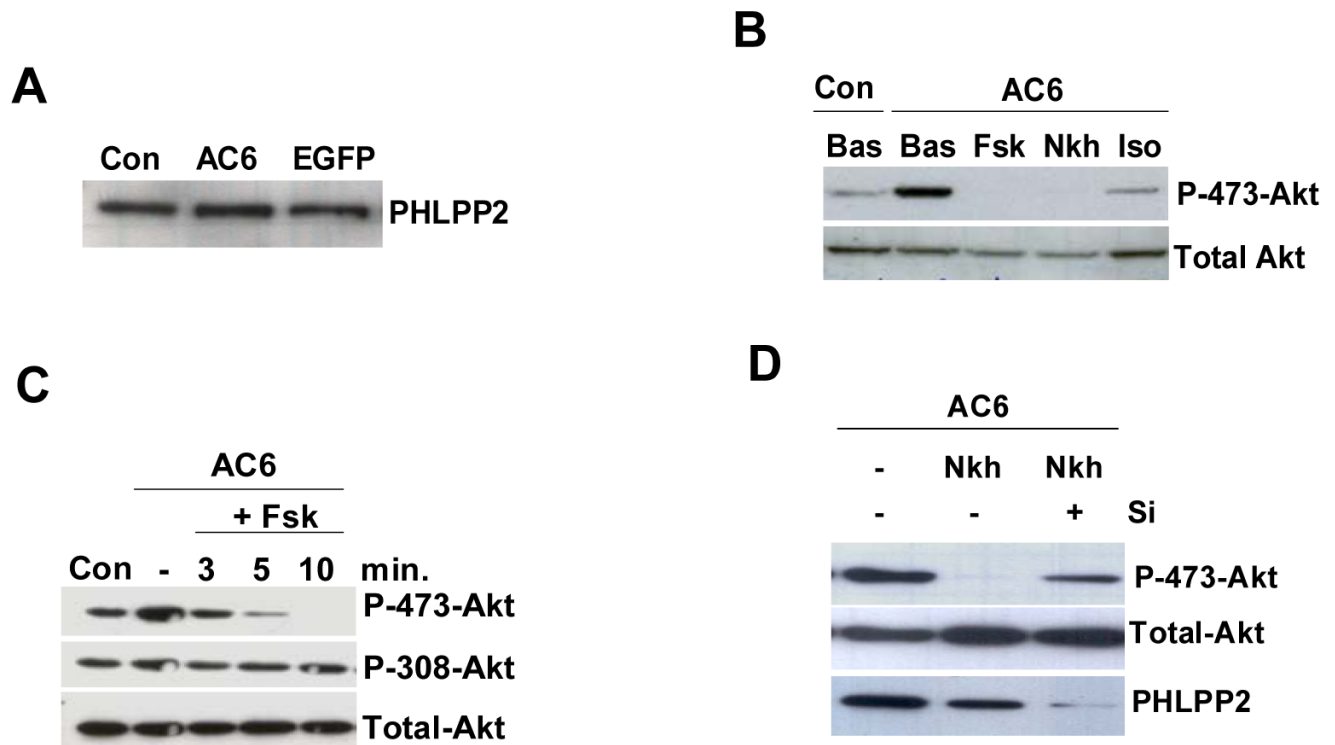 A
Con AC6 EGFP
PHLPP2
B
Con AC6
Bas Bas Fsk Nkh Iso
P-473-Akt
Total Akt
C
AC6
+ Fsk
Con - 3 5 10 min.
P-473-Akt
P-308-Akt
Total-Akt
D
AC6
- Nkh Nkh
- - + Si
P-473-Akt
Total-Akt
PHLPP2